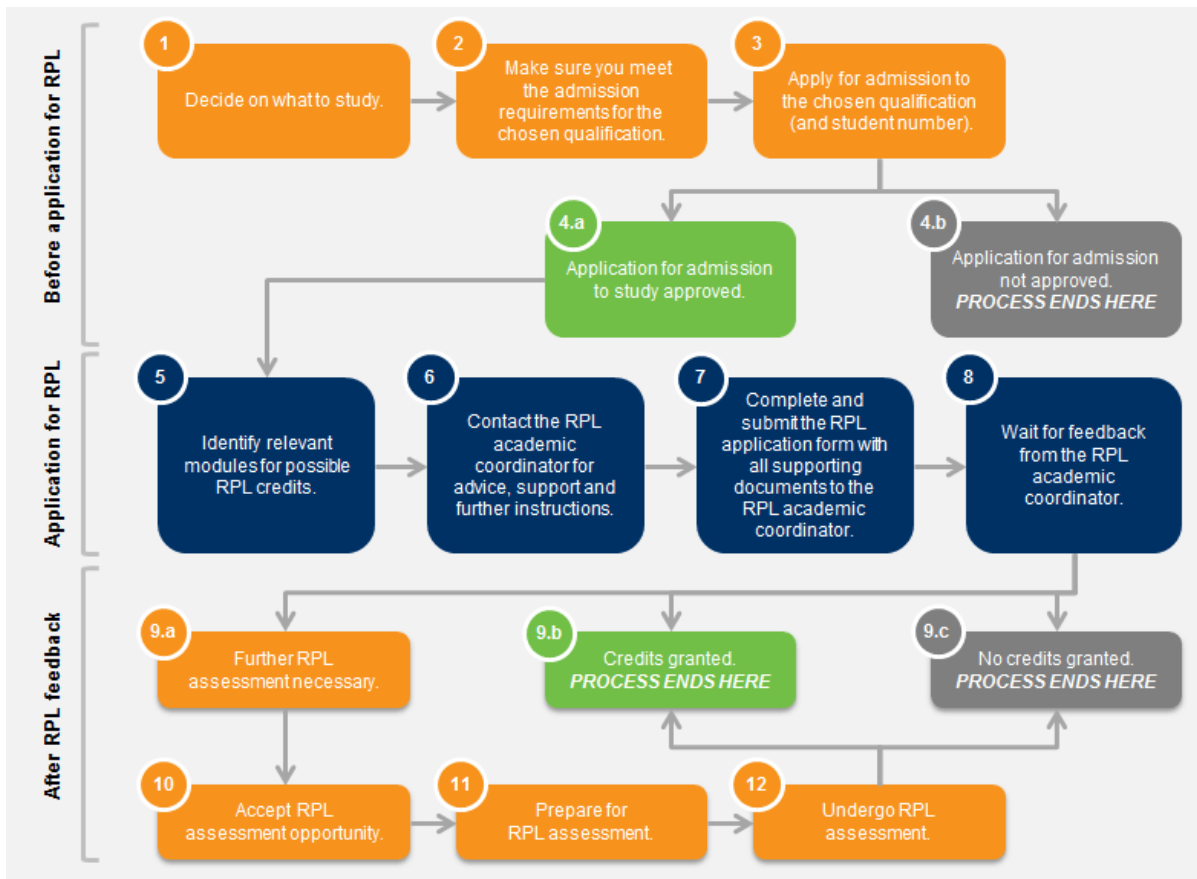 Before application for RPL
1
Decide on what to study.
2
Make sure you meet
the admission
requirements for the
chosen qualification.
3
Apply for admission to
the chosen qualification
(and student number).
4.a
Application for admission
to study approved.
4.b
Application for admission
not approved.
PROCESS ENDS HERE
Application for RPL
5
Identify relevant
modules for possible
RPL credits.
6
Contact the RPL
academic
coordinator for
advice, support and
further instructions.
7
Complete and
submit the RPL
application form with
all supporting
documents to the
RPL academic
coordinator.
8
Wait for feedback
from the RPL
academic
coordinator.
After RPL feedback
9.a
Further RPL
assessment necessary.
9.b
Credits granted.
PROCESS ENDS HERE
9.c
No credits granted.
PROCESS ENDS HERE
10
Accept RPL
assessment opportunity.
11
Prepare for
RPL assessment.
12
Undergo RPL
assessment.